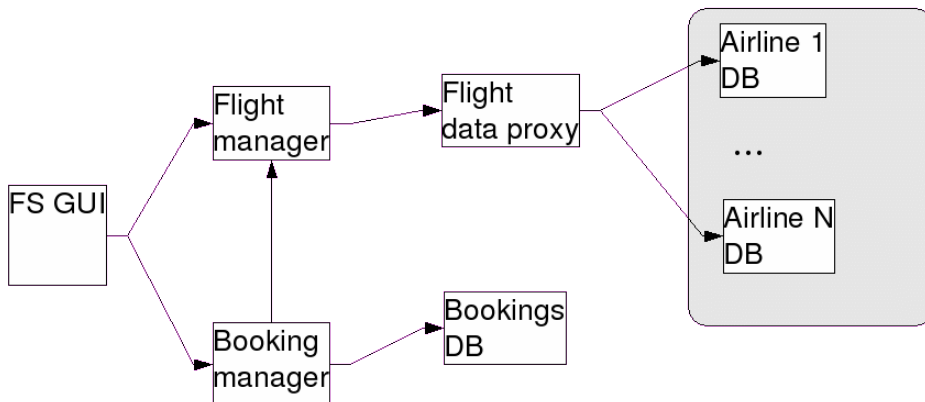 FS GUI
Flight
manager
Booking
manager
Flight
data proxy
Bookings
DB
Airline 1
DB
...
Airline N
DB